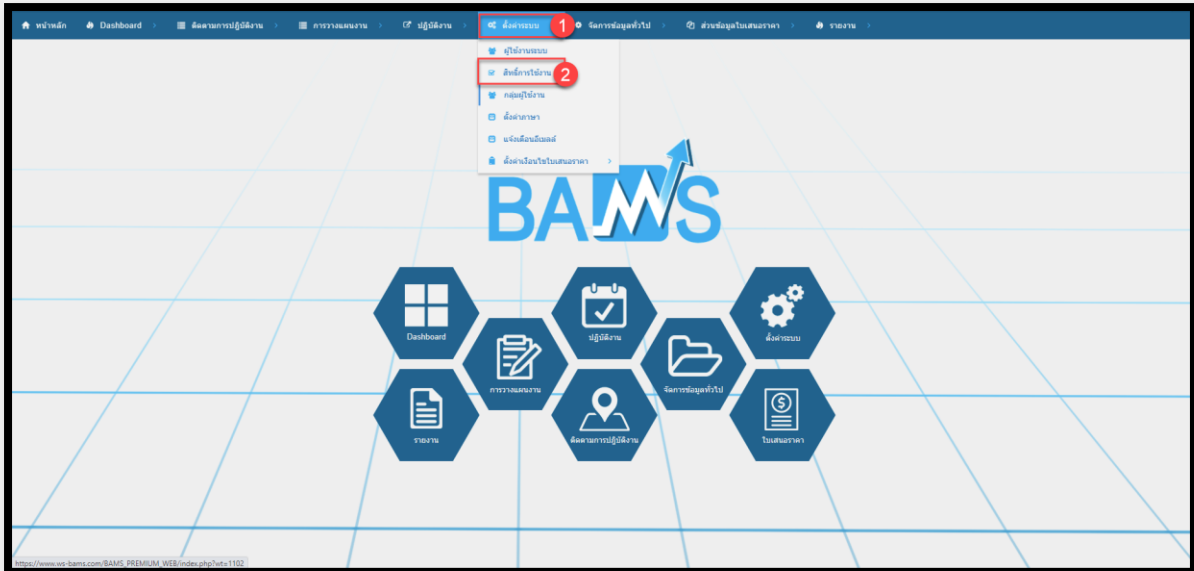 หน้าหลัก Dashboard ติดตามการปฏิบัติงาน การวางแผนงาน ปฏิบัติงาน ตั้งค่าระบบ 1 จัดการข้อมูลทั่วไป ส่วนข้อมูลใบเสนอราคา รายงาน
ผู้ใช้งานระบบ
สิทธิ์การใช้งาน 2
กลุ่มผู้ใช้งาน
ตั้งค่าภาษา
แจ้งเตือนอีเมลล์
ตั้งค่าเงื่อนไขใบเสนอราคา
BAMS
Dashboard
ปฏิบัติงาน
ตั้งค่าระบบ
การวางแผนงาน
จัดการข้อมูลทั่วไป
รายงาน
ติดตามการปฏิบัติงาน
ใบเสนอราคา
https://www.ws-bams.com/BAMS_PREMIUM_WEB/index.php?wt=1102